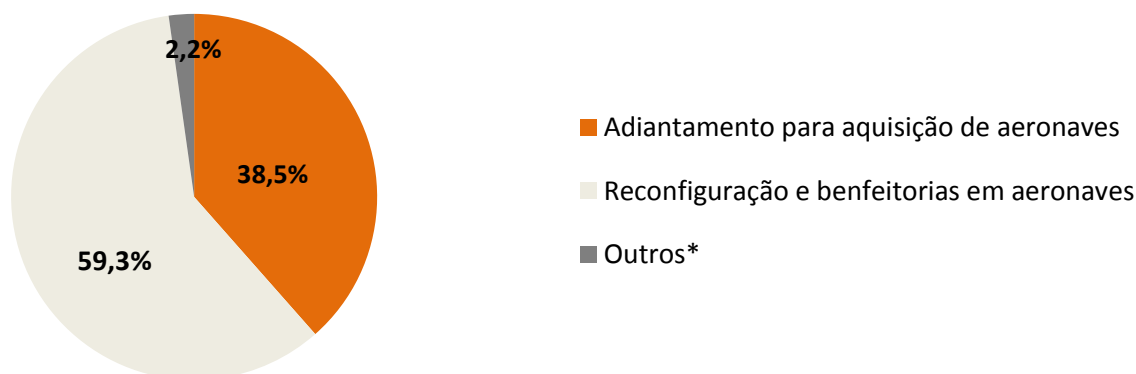 2,2%
38,5%
59,3%
Adiantamento para aquisição de aeronaves
Reconfiguração e benfeitorias em aeronaves
Outros*